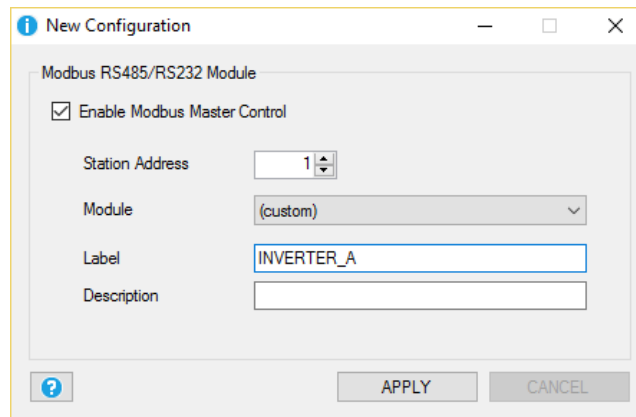 New Configuration
Modbus RS485/RS232 Module
Enable Modbus Master Control
Station Address 1
Module (custom)
Label INVERTER_A
Description
APPLY CANCEL